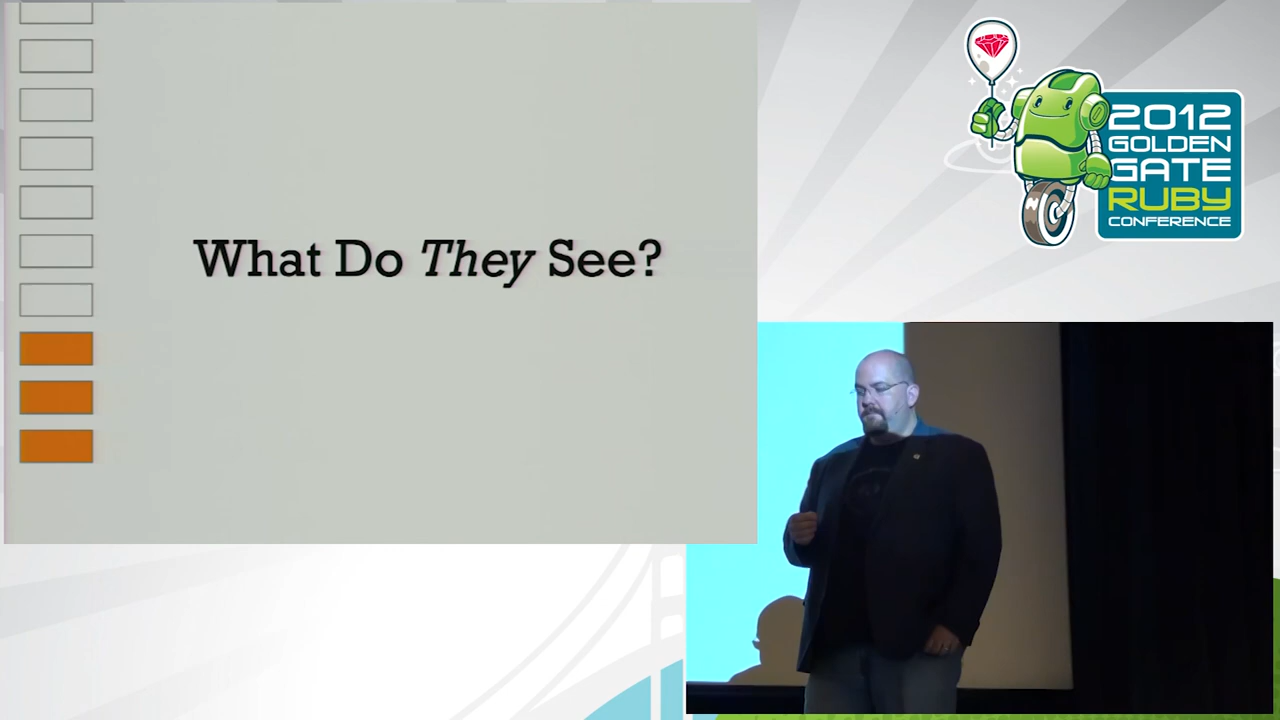 What Do They See?
2012
GOLDEN
GATE
RUBY
CONFERENCE